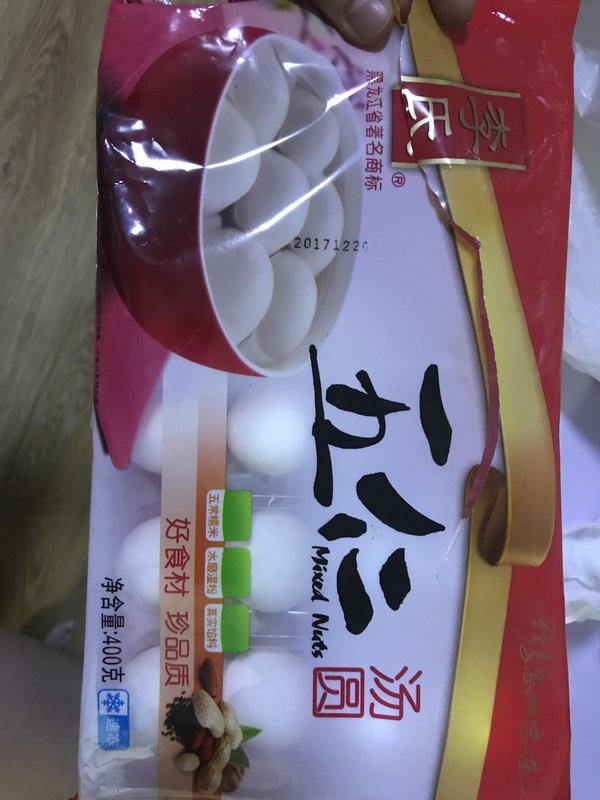 李氏
黑龙江省著名商标
®
20171226
五仁
Mixed Nuts
汤圆
五常糯米
水磨湿粉
真实馅料
好食材 珍品质
净含量:400克
速冻